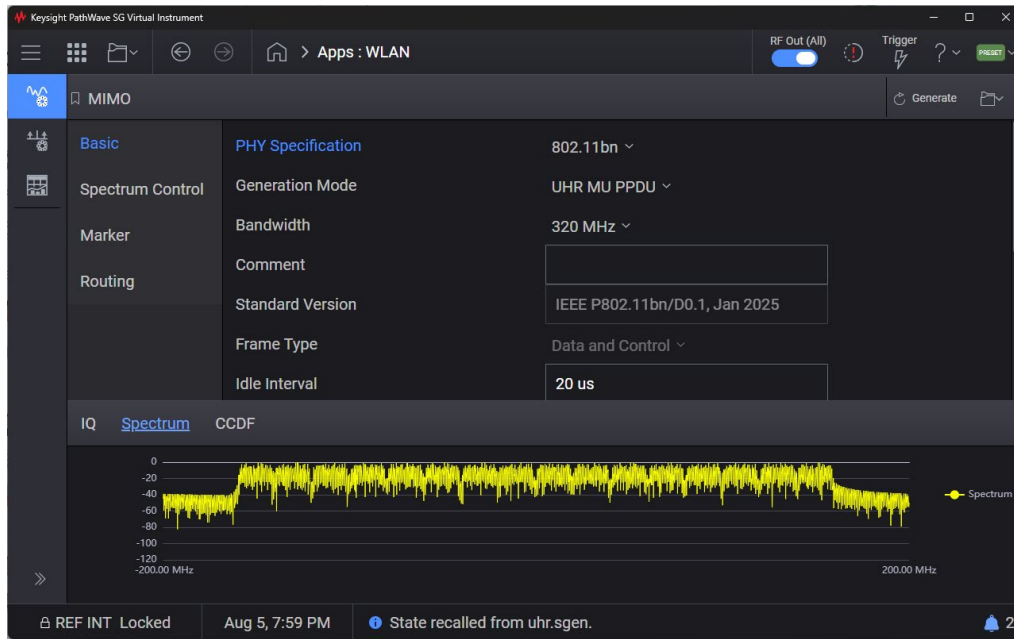 Keysight PathWave SG Virtual Instrument
Apps : WLAN
RF Out (All)
Trigger
PRESET
MIMO
Generate
Basic
Spectrum Control
Marker
Routing
PHY Specification 802.11bn
Generation Mode UHR MU PPDU
Bandwidth 320 MHz
Comment
Standard Version IEEE P802.11bn/D0.1, Jan 2025
Frame Type Data and Control
Idle Interval 20 us
IQ Spectrum CCDF
0
-20
-40
-60
-80
-100
-120
-200.00 MHz 200.00 MHz
Spectrum
REF INT Locked Aug 5, 7:59 PM State recalled from uhr.sgen. 2